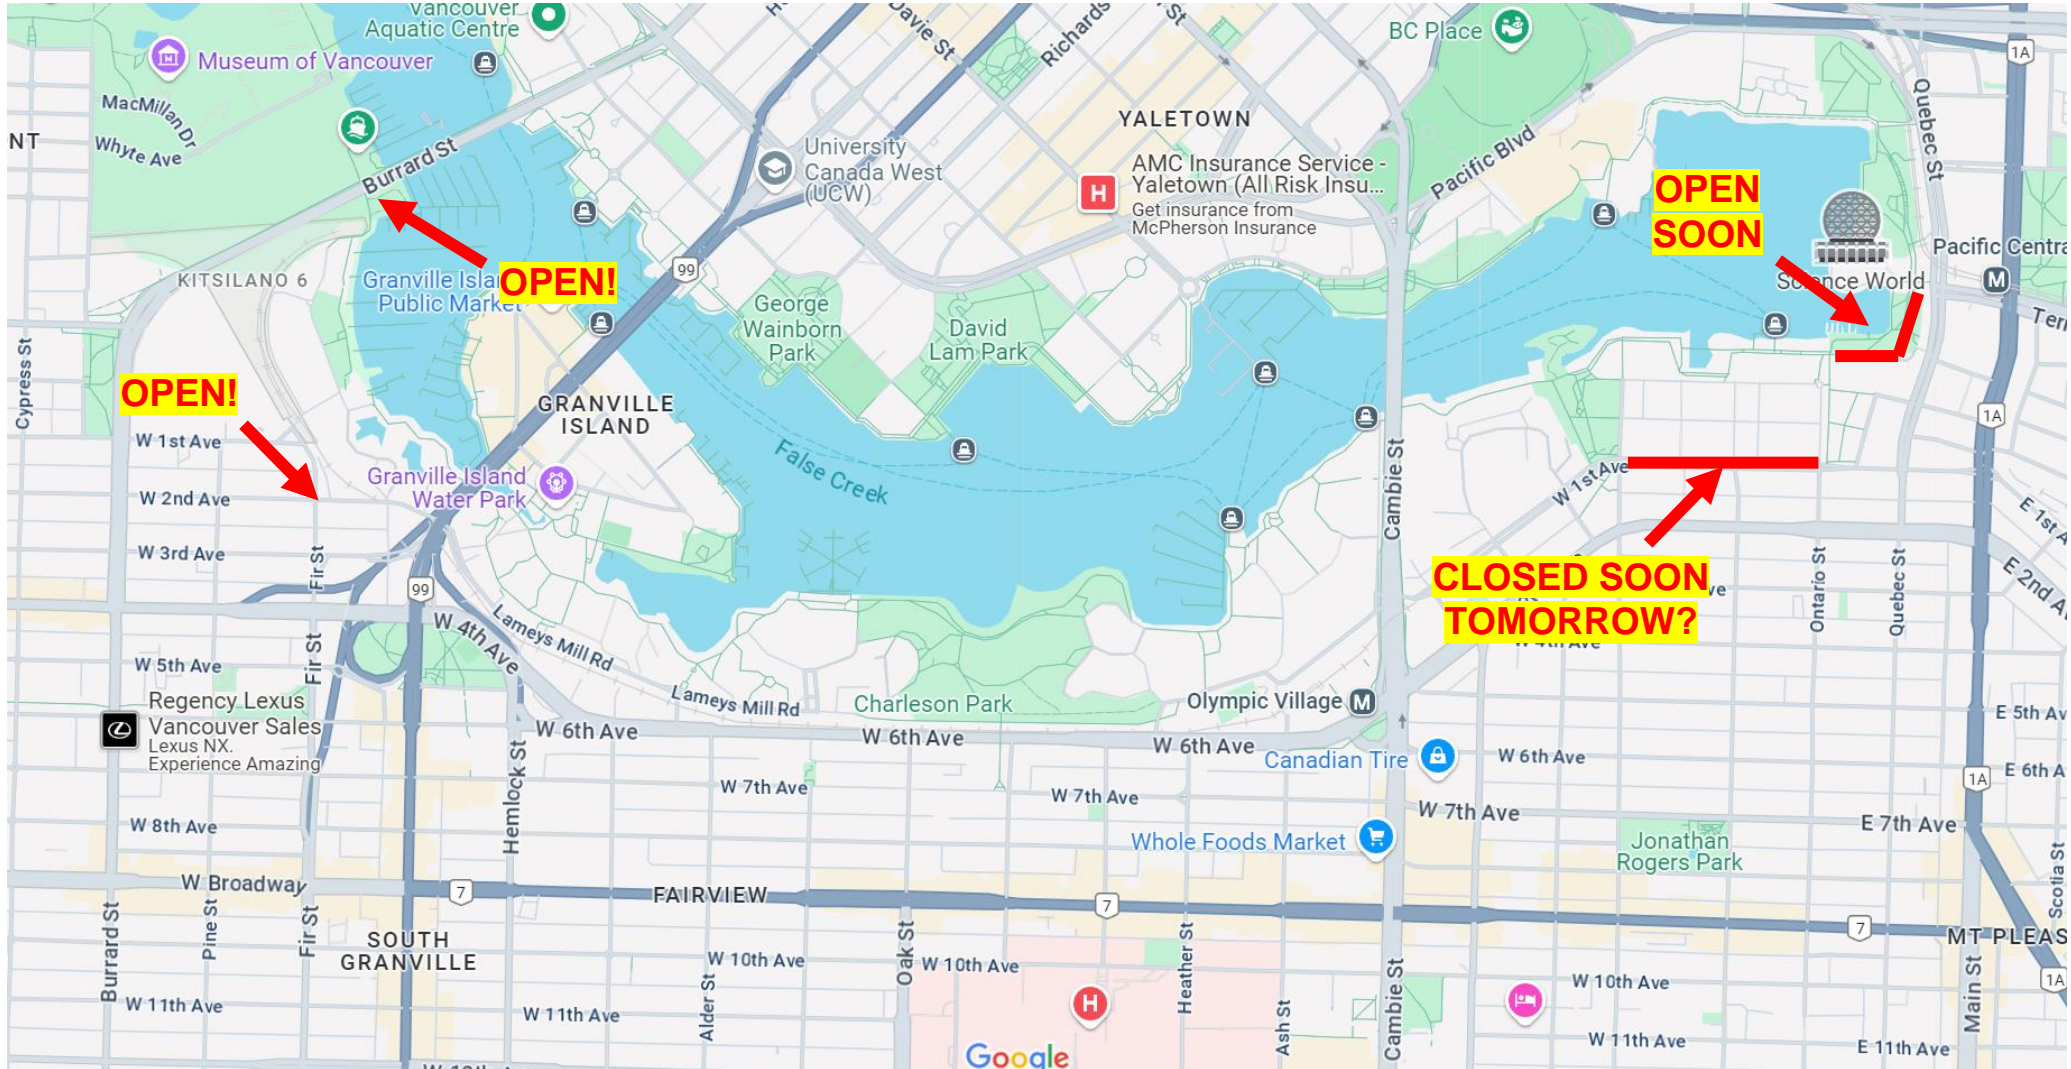 Vancouver
Aquatic Centre
Museum of Vancouver
MacMillan Dr
Whyte Ave
NT
Burrard St
Davie St
Richards
St
BC Place
1A
Quebec St
YALETOWN
University
Canada West
(UCW)
AMC Insurance Service -
Yaletown (All Risk Insu...
Get insurance from
McPherson Insurance
H
Pacific Blvd
OPEN
SOON
Pacific Centra
M
Science World
Ter
KITSILANO 6
Granville Islan
Public Market
OPEN!
99
George
Wainborn
Park
David
Lam Park
Cypress St
OPEN!
W 1st Ave
GRANVILLE
ISLAND
False Creek
Cambie St
1A
W 1st Ave
W 2nd Ave
Granville Island
Water Park
E 1st A
W 3rd Ave
Fir St
99
CLOSED SOON
TOMORROW?
ve
W 4th Ave
Ontario St
Quebec St
E 2nd A
W 4th Ave
Lameys Mill Rd
W 5th Ave
Fir St
Lameys Mill Rd
Charleson Park
Olympic Village
M
Regency Lexus
Vancouver Sales
Lexus NX.
Experience Amazing
W 6th Ave
W 6th Ave
W 6th Ave
Canadian Tire
W 6th Ave
E 5th Av
E 6th A
1A
Hemlock St
W 7th Ave
W 7th Ave
W 7th Ave
E 7th Ave
W 8th Ave
Whole Foods Market
Jonathan
Rogers Park
Scotia St
W Broadway
7
FAIRVIEW
7
7
MT PLEAS
Burrard St
Pine St
Fir St
SOUTH
GRANVILLE
W 10th Ave
Oak St
W 10th Ave
Heather St
W 10th Ave
Main St
1A
W 11th Ave
W 11th Ave
Alder St
H
Ash St
Cambie St
W 11th Ave
E 11th Ave
Google